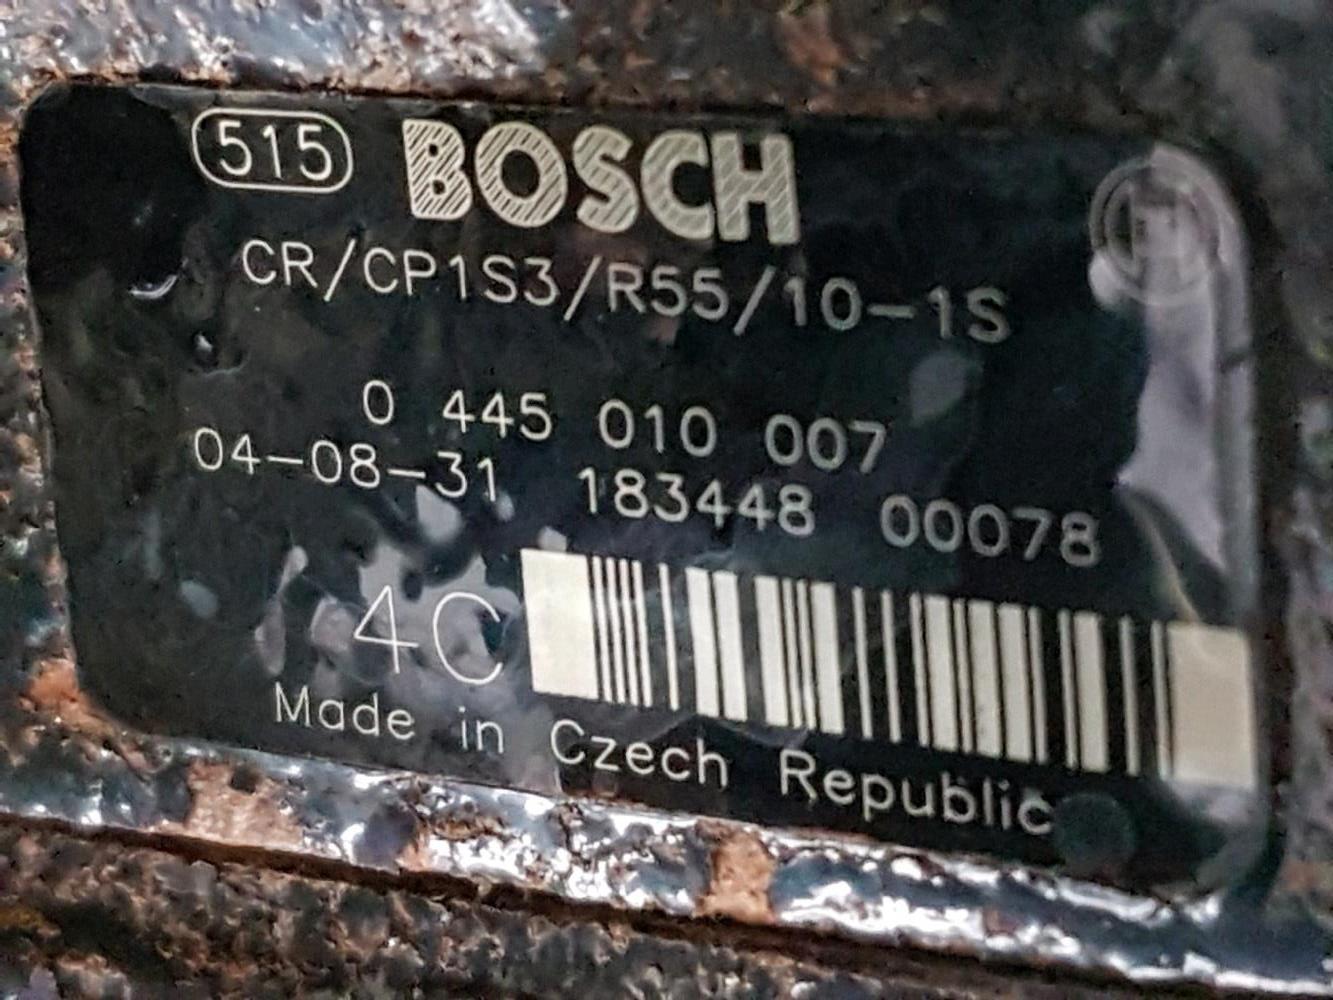 515 BOSCH
CR/CP1S3/R55/10-1S
0 445 010 007
04-08-31 183448 00078
4C
Made in Czech Republic